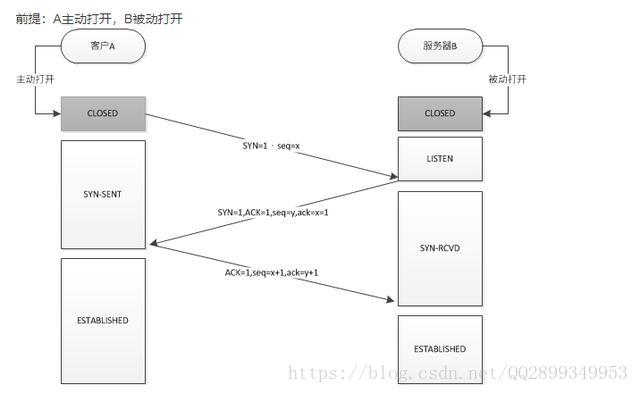 前提：A主动打开，B被动打开
客户A
服务器B
主动打开
被动打开
CLOSED
CLOSED
SYN=1、seq=x
LISTEN
SYN-SENT
SYN=1,ACK=1,seq=y,ack=x=1
SYN-RCVD
ACK=1,seq=x+1,ack=y+1
ESTABLISHED
ESTABLISHED
https://blog.csdn.net/QQ2899349953